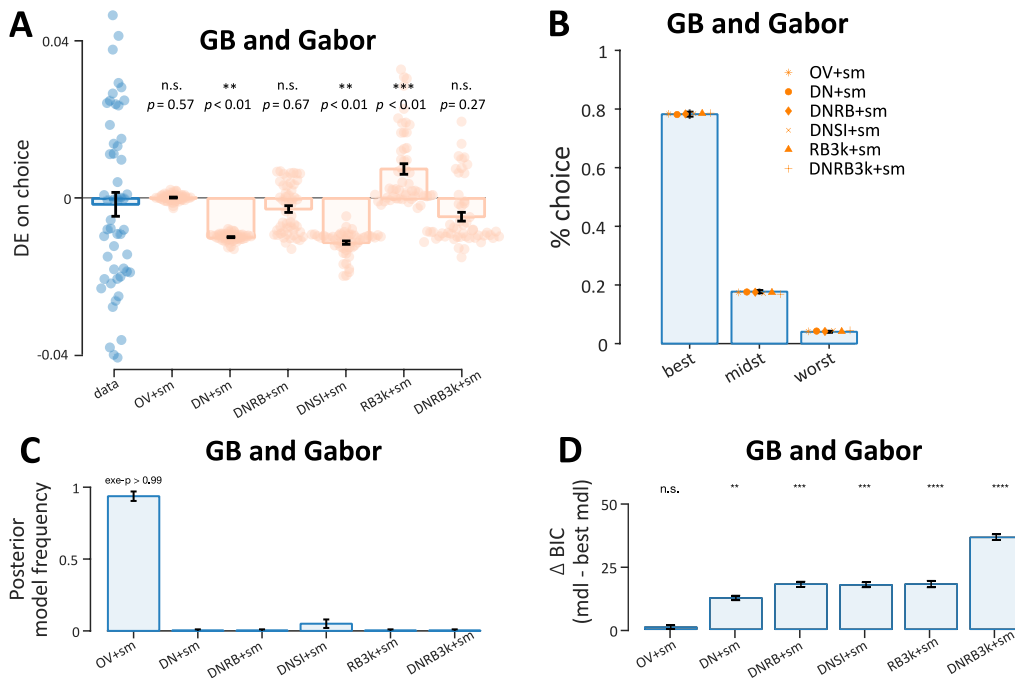 A
GB and Gabor
0.04
0
-0.04
DE on choice
n.s.
**
n.s.
**
***
n.s.
p = 0.57
p < 0.01
p = 0.67
p < 0.01
p < 0.01
p = 0.27
data
OV+sm
DN+sm
DNRB+sm
DNSI+sm
RB3k+sm
DNRB3k+sm
B
GB and Gabor
1
0.8
0.6
0.4
0.2
0
% choice
OV+sm
DN+sm
DNRB+sm
DNSI+sm
RB3k+sm
DNRB3k+sm
best
midst
worst
C
GB and Gabor
exe-p > 0.99
1
0.5
0
Posterior
model frequency
OV+sm
DN+sm
DNRB+sm
DNSI+sm
RB3k+sm
DNRB3k+sm
D
GB and Gabor
n.s.
**
***
***
****
****
50
25
0
Δ BIC
(mdl - best mdl)
OV+sm
DN+sm
DNRB+sm
DNSI+sm
RB3k+sm
DNRB3k+sm